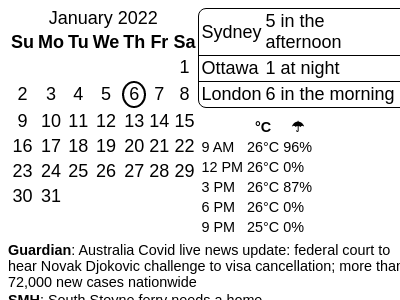 January 2022
Su Mo Tu We Th Fr Sa
1
2 3 4 5 6 7 8
9 10 11 12 13 14 15
16 17 18 19 20 21 22
23 24 25 26 27 28 29
30 31
Sydney 5 in the
afternoon
Ottawa 1 at night
London 6 in the morning
°C ☂
9 AM 26°C 96%
12 PM 26°C 0%
3 PM 26°C 87%
6 PM 26°C 0%
9 PM 25°C 0%
Guardian: Australia Covid live news update: federal court to
hear Novak Djokovic challenge to visa cancellation; more than
72,000 new cases nationwide
SMH: South Steyne ferry needs a home